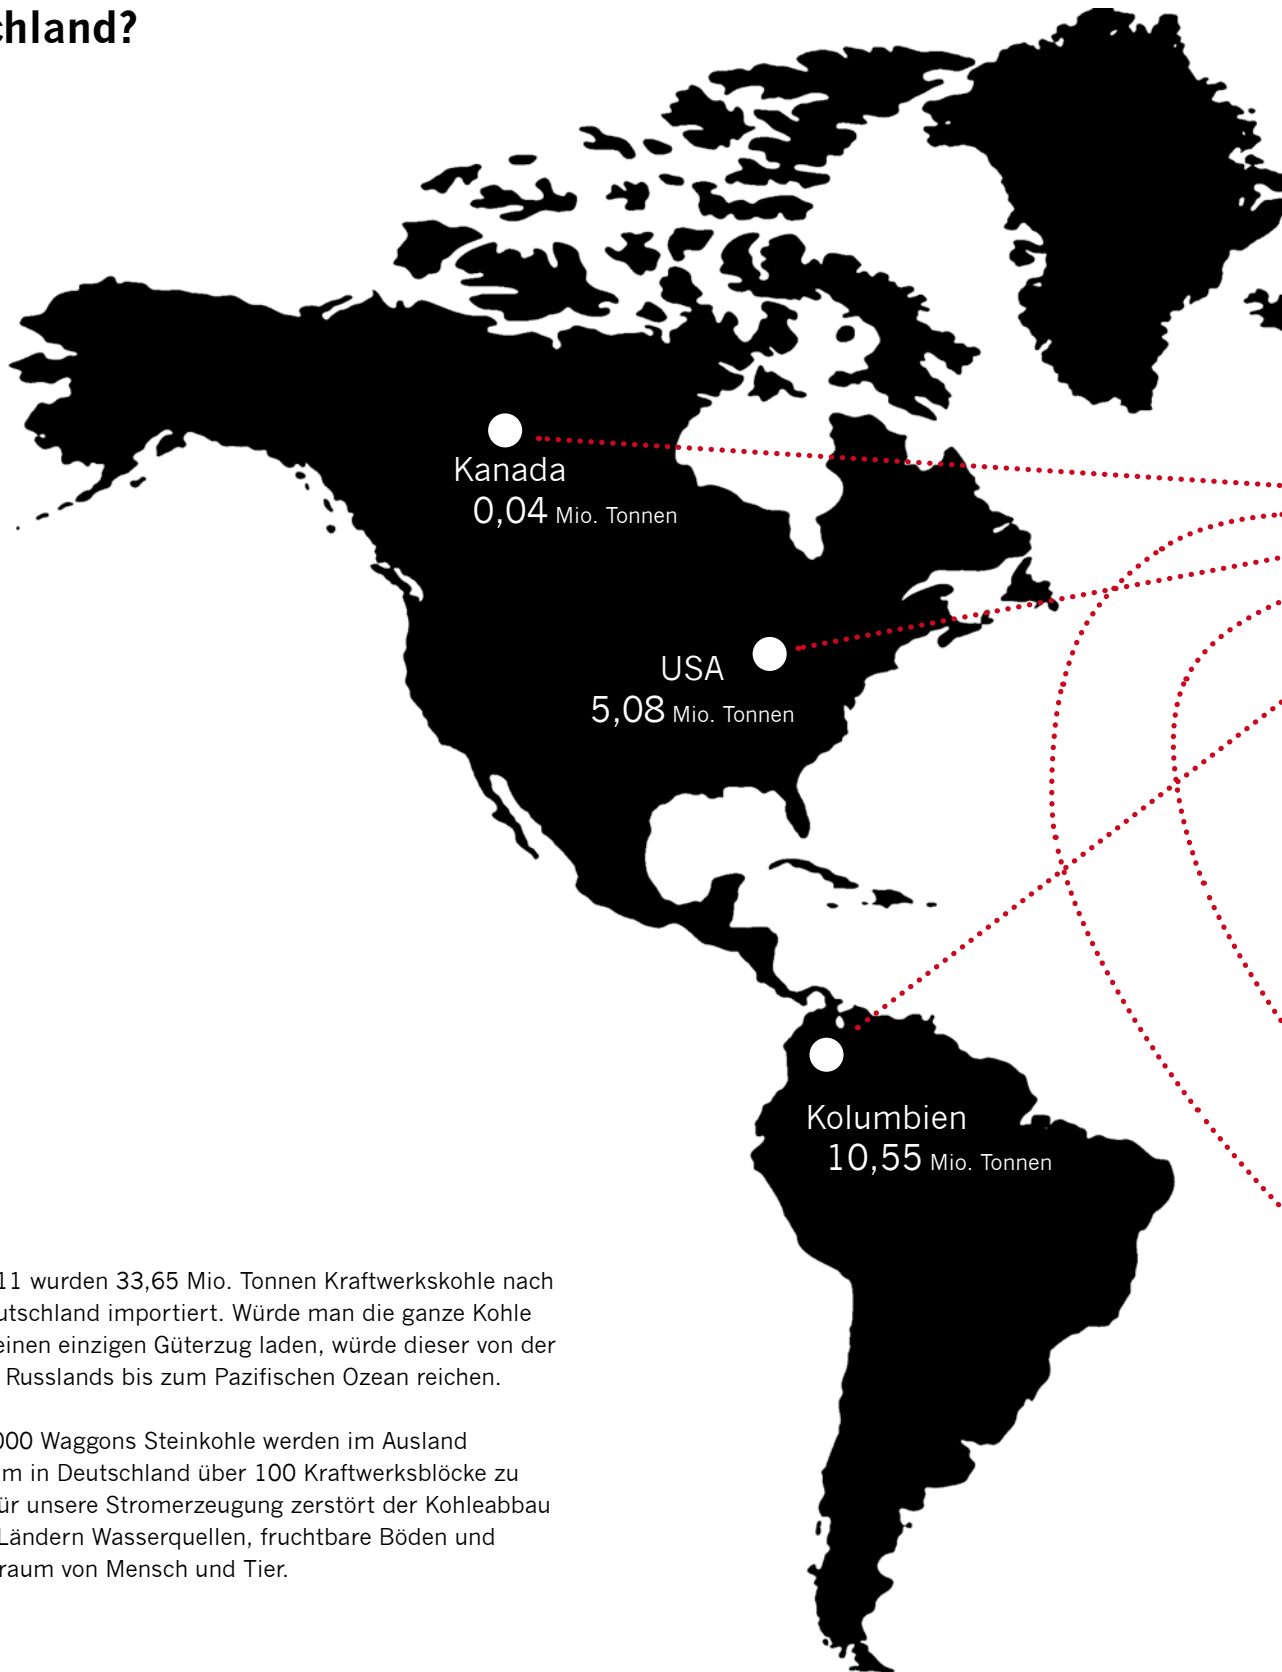 chland?
Kanada
0,04 Mio. Tonnen
USA
5,08 Mio. Tonnen
Kolumbien
10,55 Mio. Tonnen
11 wurden 33,65 Mio. Tonnen Kraftwerkskohle nach
utschland importiert. Würde man die ganze Kohle
einen einzigen Güterzug laden, würde dieser von der
Russlands bis zum Pazifischen Ozean reichen.
000 Waggons Steinkohle werden im Ausland
m in Deutschland über 100 Kraftwerksblöcke zu
ür unsere Stromerzeugung zerstört der Kohleabbau
Ländern Wasserquellen, fruchtbare Böden und
raum von Mensch und Tier.